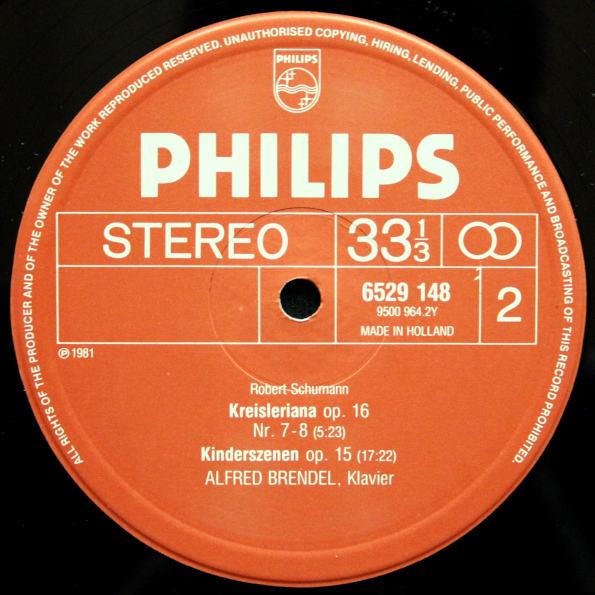 ALL RIGHTS OF THE PRODUCER AND OF THE OWNER OF THE WORK REPRODUCED RESERVED. UNAUTHORISED COPYING, HIRING, LENDING, PUBLIC PERFORMANCE AND BROADCASTING OF THIS RECORD PROHIBITED.
PHILIPS
PHILIPS
STEREO
33 1/3
6529 148
9500 964.2Y
MADE IN HOLLAND
2
℗ 1981
Robert Schumann
Kreisleriana op. 16
Nr. 7-8 (5:23)
Kinderszenen op. 15 (17:22)
ALFRED BRENDEL, Klavier